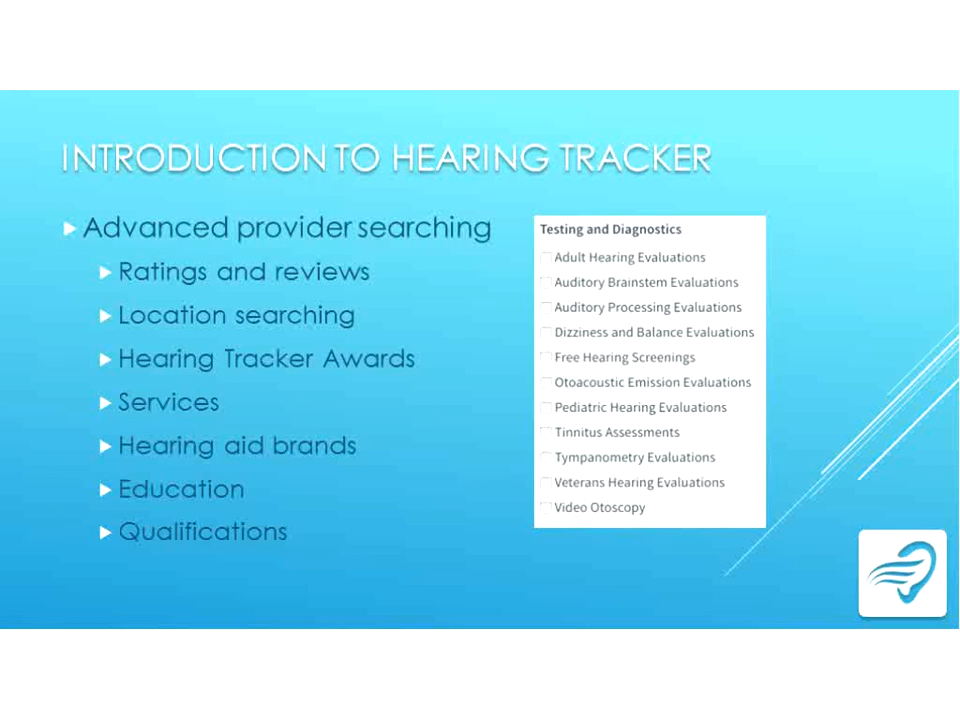 INTRODUCTION TO HEARING TRACKER
Advanced provider searching
Ratings and reviews
Location searching
Hearing Tracker Awards
Services
Hearing aid brands
Education
Qualifications
Testing and Diagnostics
Adult Hearing Evaluations
Auditory Brainstem Evaluations
Auditory Processing Evaluations
Dizziness and Balance Evaluations
Free Hearing Screenings
Otoacoustic Emission Evaluations
Pediatric Hearing Evaluations
Tinnitus Assessments
Tympanometry Evaluations
Veterans Hearing Evaluations
Video Otoscopy